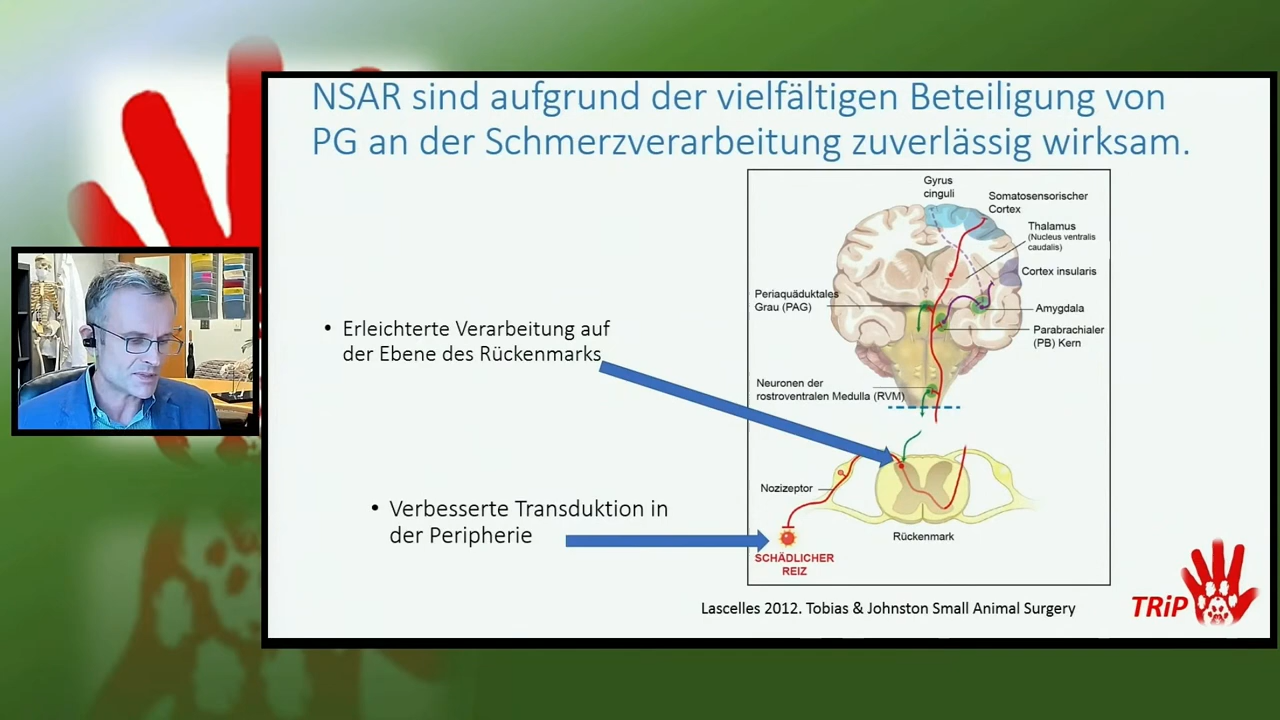 NSAR sind aufgrund der vielfältigen Beteiligung von
PG an der Schmerzverarbeitung zuverlässig wirksam.
• Erleichterte Verarbeitung auf
der Ebene des Rückenmarks
• Verbesserte Transduktion in
der Peripherie
Gyrus
cinguli
Somatosensorischer
Cortex
Thalamus
(Nucleus ventralis
caudalis)
Cortex insularis
Periaquäduktales
Grau (PAG)
Amygdala
Parabrachialer
(PB) Kern
Neuronen der
rostroventralen Medulla (RVM)
Nozizeptor
Rückenmark
SCHÄDLICHER
REIZ
Lascelles 2012. Tobias & Johnston Small Animal Surgery
TRiP